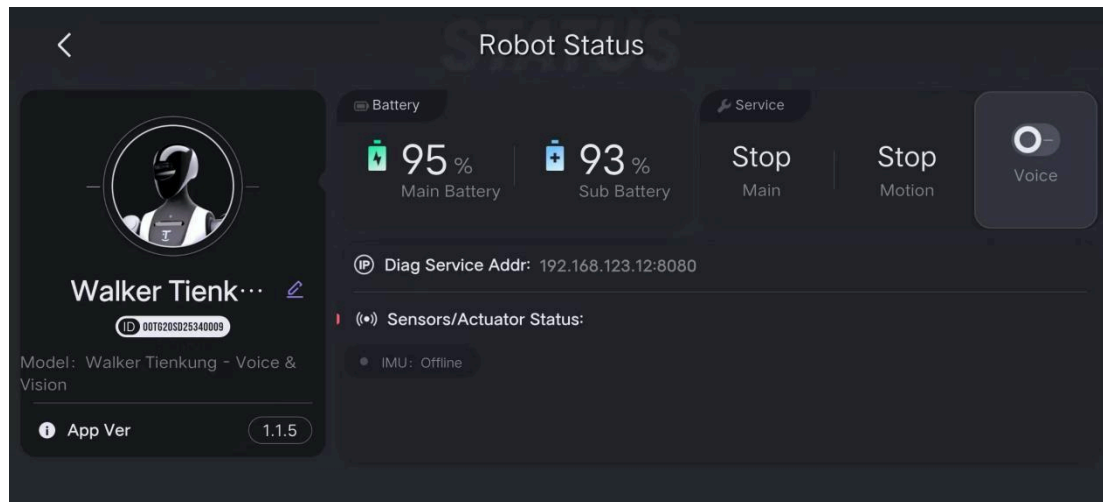 Robot Status
Battery
95 %
Main Battery
93 %
Sub Battery
Service
Stop
Main
Stop
Motion
Voice
Walker Tienk···
ID 00TG20SD25340009
Model: Walker Tienkung - Voice &
Vision
App Ver
1.1.5
IP Diag Service Addr: 192.168.123.12:8080
Sensors/Actuator Status:
IMU: Offline
STATUS